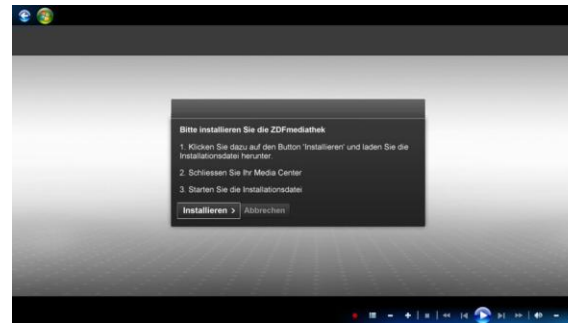 Bitte installieren Sie die ZDFmediathek
1. Klicken Sie dazu auf den Button 'Installieren' und laden Sie die
Installationsdatei herunter.
2. Schliessen Sie Ihr Media Center
3. Starten Sie die Installationsdatei
Installieren > Abbrechen